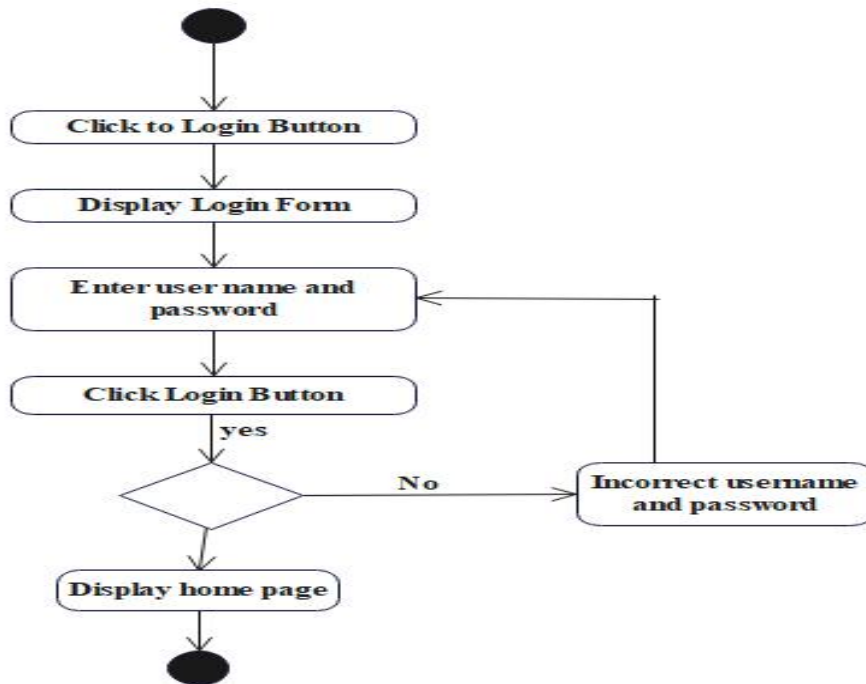 Click to Login Button
Display Login Form
Enter user name and
password
Click Login Button
yes
No
Incorrect username
and password
Display home page